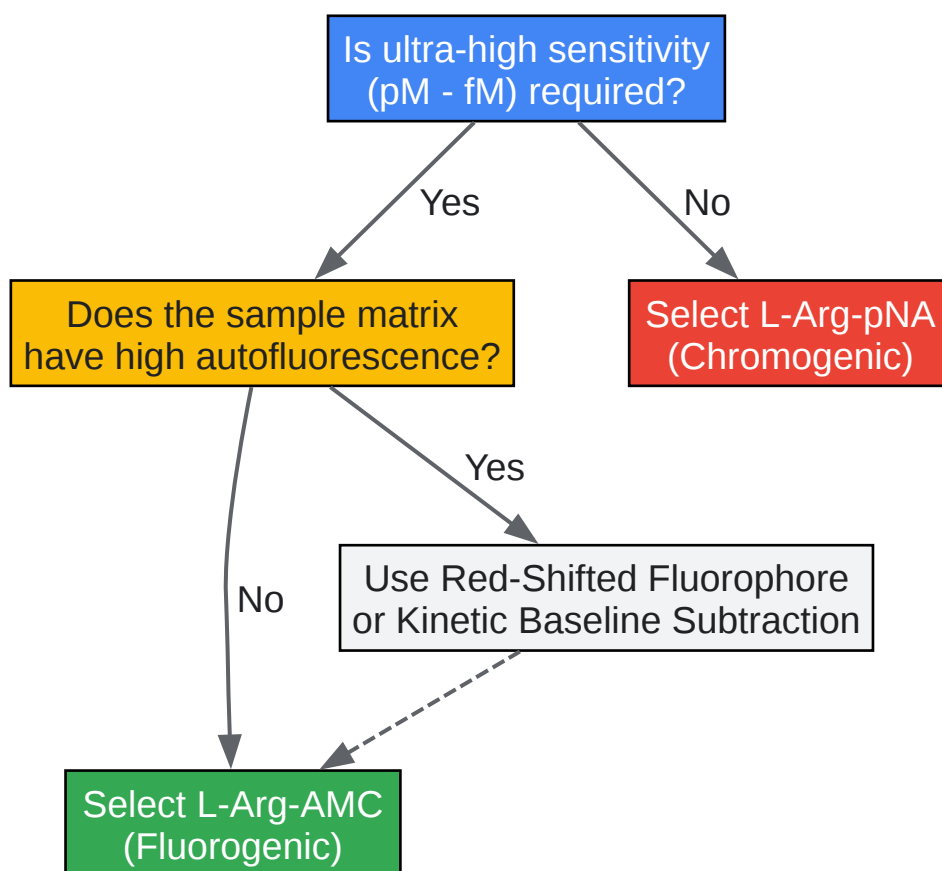 Is ultra-high sensitivity
(pM - fM) required?
Yes
No
Does the sample matrix
have high autofluorescence?
Select L-Arg-pNA
(Chromogenic)
Yes
No
Use Red-Shifted Fluorophore
or Kinetic Baseline Subtraction
Select L-Arg-AMC
(Fluorogenic)